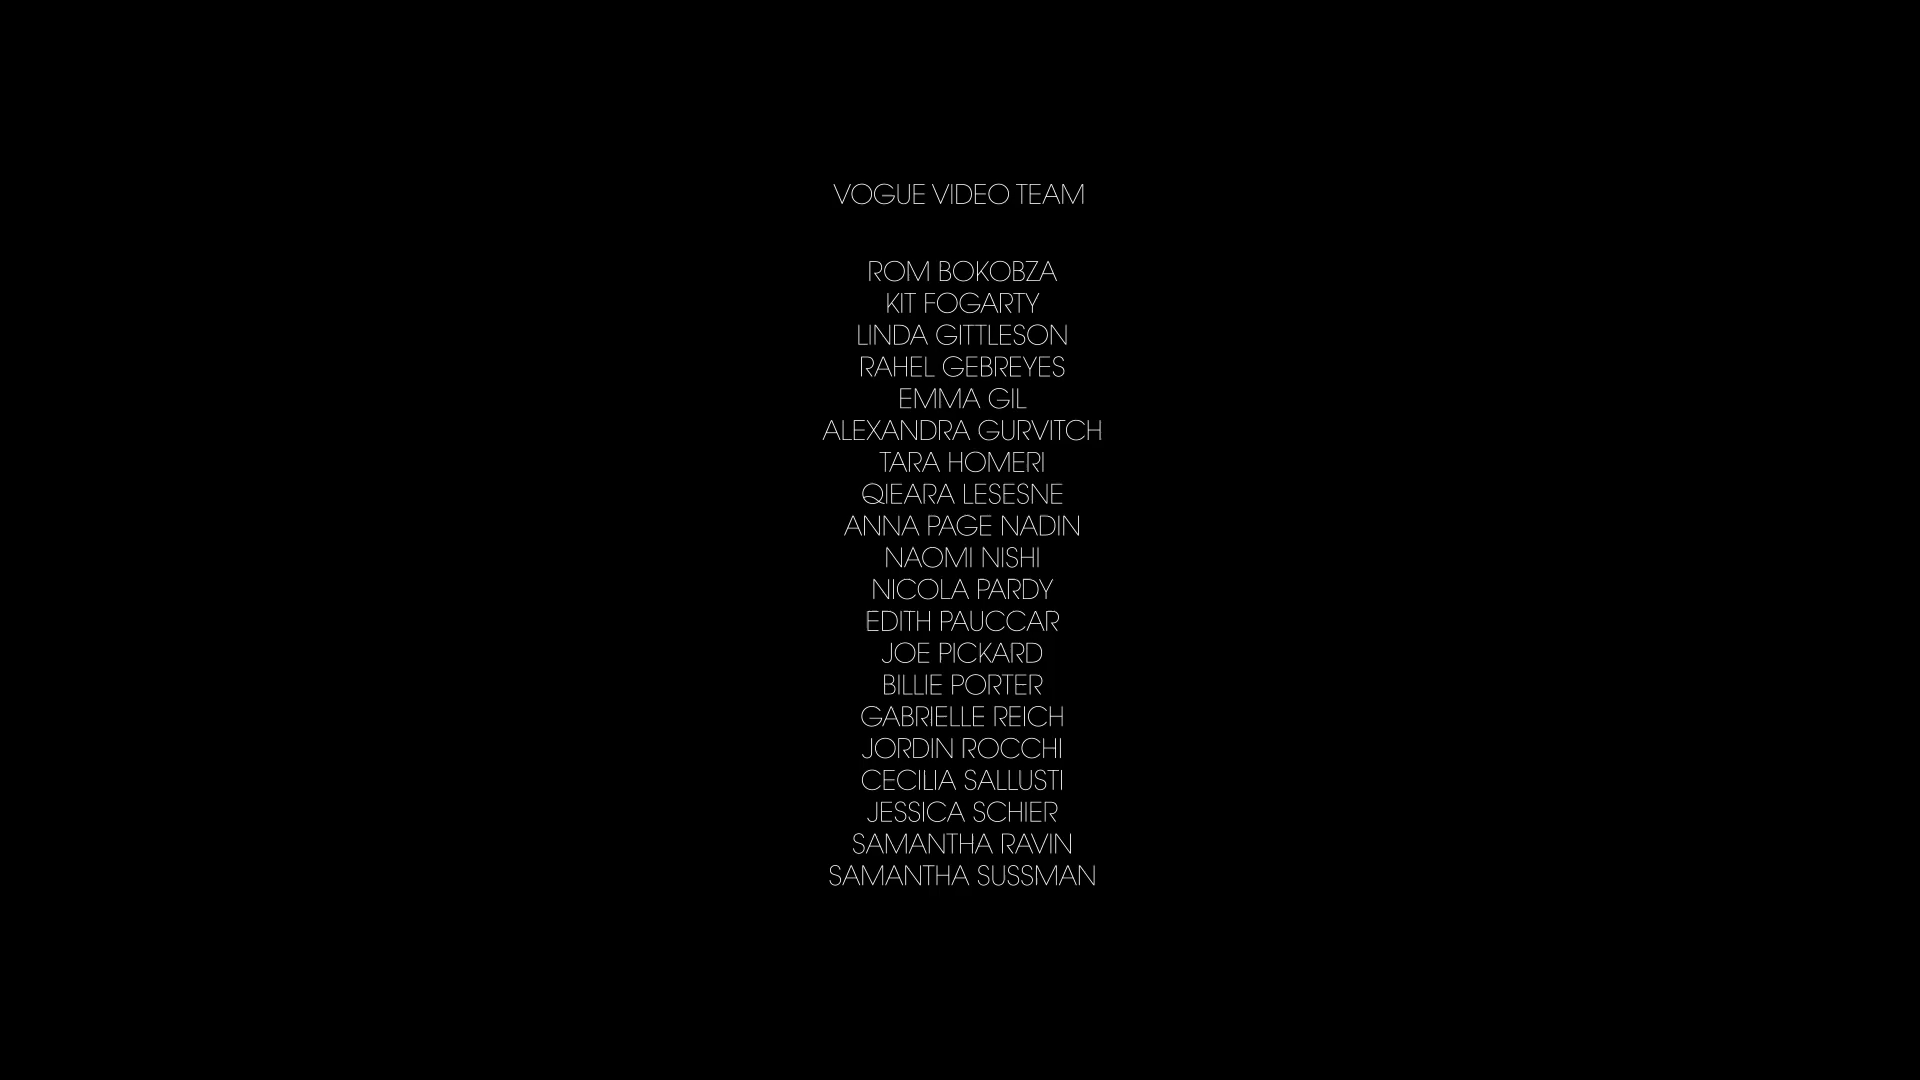 VOGUE VIDEO TEAM
ROM BOKOBZA
KIT FOGARTY
LINDA GITTLESON
RAHEL GEBREYES
EMMA GIL
ALEXANDRA GURVITCH
TARA HOMERI
QIEARA LESESNE
ANNA PAGE NADIN
NAOMI NISHI
NICOLA PARDY
EDITH PAUCCAR
JOE PICKARD
BILLIE PORTER
GABRIELLE REICH
JORDIN ROCCHI
CECILIA SALLUSTI
JESSICA SCHIER
SAMANTHA RAVIN
SAMANTHA SUSSMAN